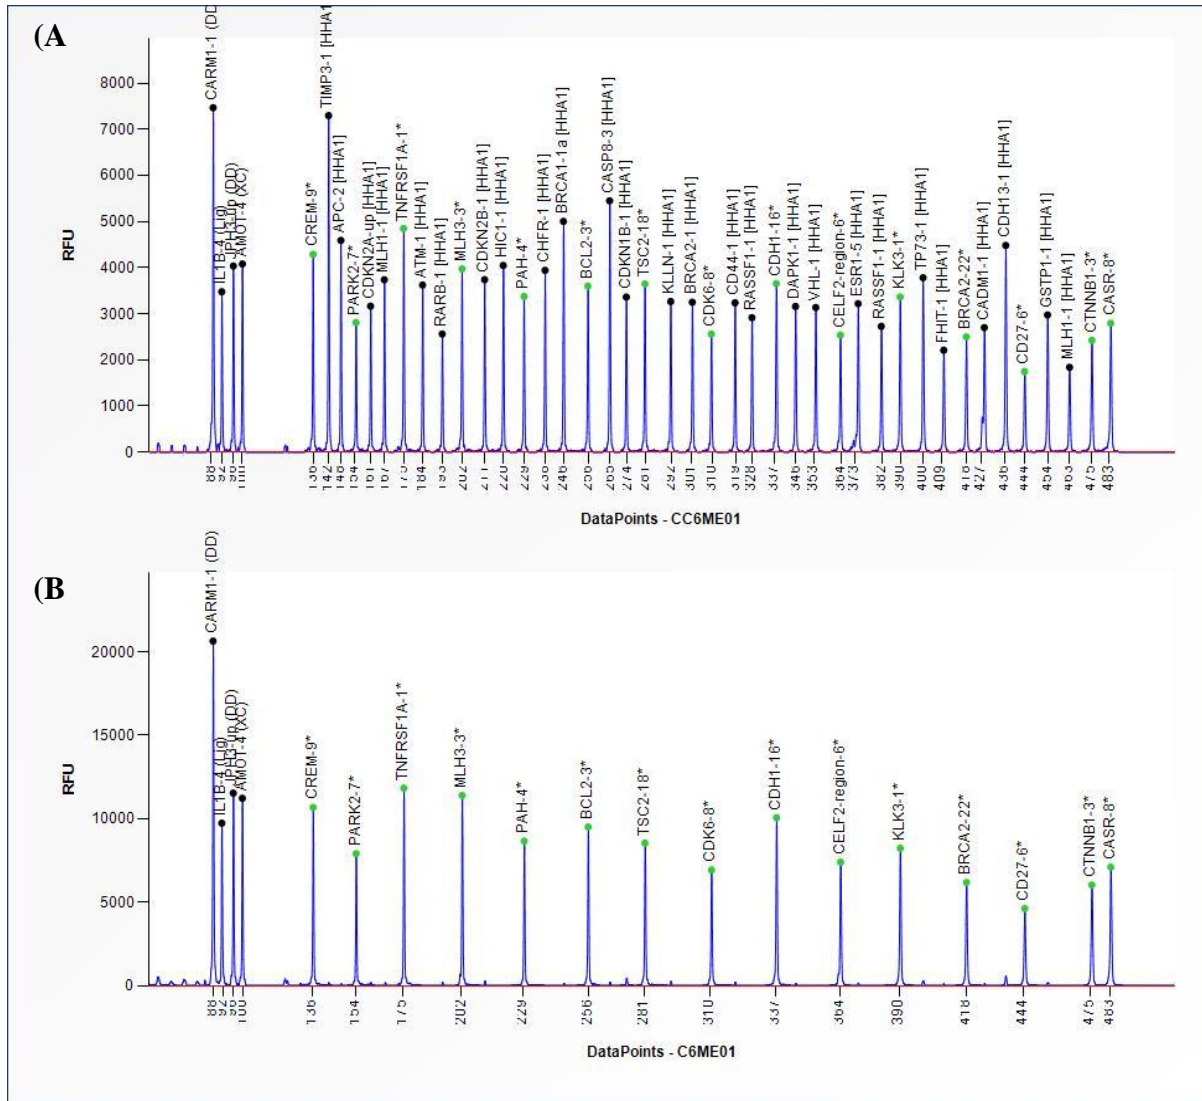 (A
RFU
8000
7000
6000
5000
4000
3000
2000
1000
0
CARM1-1 (DD)
IL1B-4 (Lig)
JPH3-up (DD)
AMOT-4 (XC)
CREM-9*
TIMP3-1 [HHA1]
APC-2 [HHA1]
PARK2-7*
CDKN2A-up [HHA1]
MLH1-1 [HHA1]
TNFRSF1A-1*
ATM-1 [HHA1]
RARB-1 [HHA1]
MLH3-3*
CDKN2B-1 [HHA1]
HIC1-1 [HHA1]
PAH-4*
CHFR-1 [HHA1]
BRCA1-1a [HHA1]
BCL2-3*
CASP8-3 [HHA1]
CDKN1B-1 [HHA1]
TSC2-18*
KLLN-1 [HHA1]
BRCA2-1 [HHA1]
CDK6-8*
CD44-1 [HHA1]
RASSF1-1 [HHA1]
CDH1-16*
DAPK1-1 [HHA1]
VHL-1 [HHA1]
CELF2-region-6*
ESR1-5 [HHA1]
RASSF1-1 [HHA1]
KLK3-1*
TP73-1 [HHA1]
FHIT-1 [HHA1]
BRCA2-22*
CADM1-1 [HHA1]
CDH13-1 [HHA1]
CD27-6*
GSTP1-1 [HHA1]
MLH1-1 [HHA1]
CTNNB1-3*
CASR-8*
88 92 96 100 136 142 148 154 161 167 175 184 193 202 211 220 229 238 246 256 265 274 281 292 301 310 319 328 337 346 353 364 373 382 390 400 409 418 427 436 444 454 463 475 483
DataPoints - CC6ME01
(B
RFU
20000
15000
10000
5000
0
CARM1-1 (DD)
IL1B-4 (Lig)
JPH3-up (DD)
AMOT-4 (XC)
CREM-9*
PARK2-7*
TNFRSF1A-1*
MLH3-3*
PAH-4*
BCL2-3*
TSC2-18*
CDK6-8*
CDH1-16*
CELF2-region-6*
KLK3-1*
BRCA2-22*
CD27-6*
CTNNB1-3*
CASR-8*
88 92 96 100 136 154 175 202 229 256 281 310 337 364 390 418 444 475 483
DataPoints - C6ME01